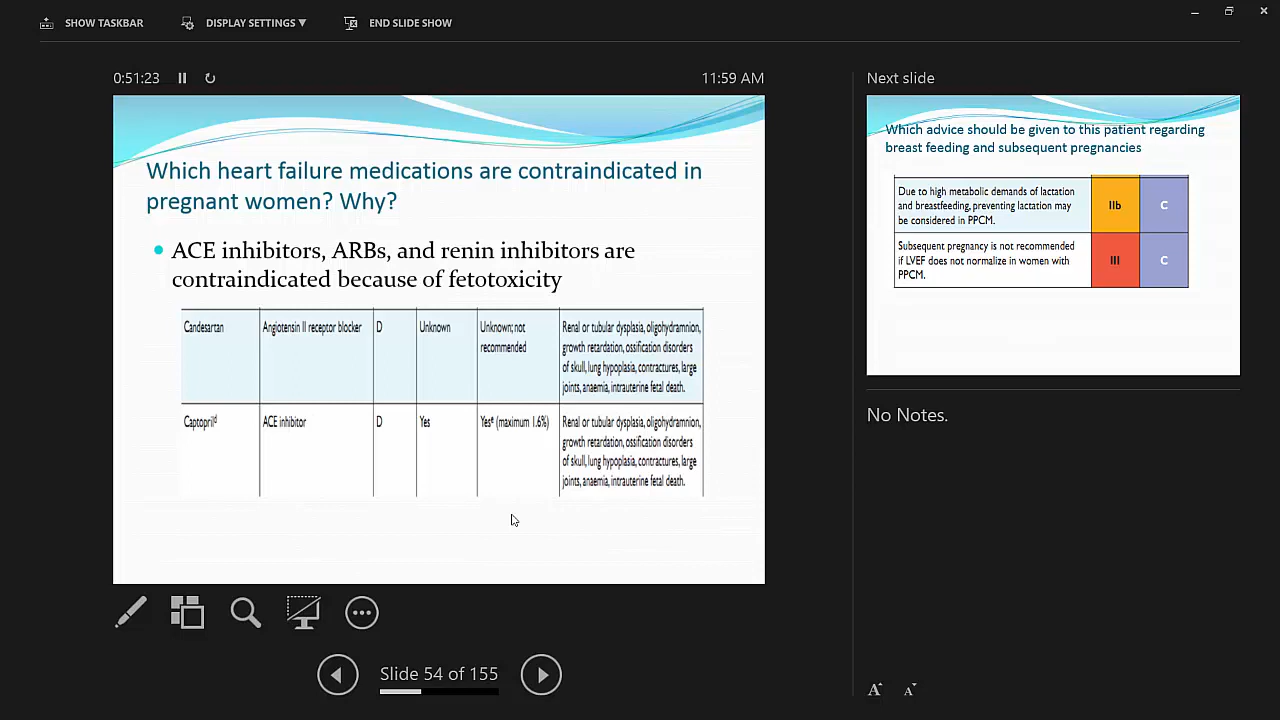 SHOW TASKBAR
DISPLAY SETTINGS ▼
END SLIDE SHOW
0:51:23
11:59 AM
Which heart failure medications are contraindicated in
pregnant women? Why?
• ACE inhibitors, ARBs, and renin inhibitors are
contraindicated because of fetotoxicity
Candesartan
Angiotensin II receptor blocker
D
Unknown
Unknown; not
recommended
Renal or tubular dysplasia, oligohydramnion,
growth retardation, ossification disorders
of skull, lung hypoplasia, contractures, large
joints, anaemia, intrauterine fetal death.
Captoprilᵈ
ACE inhibitor
D
Yes
Yesᵉ (maximum 1.6%)
Renal or tubular dysplasia, oligohydramnion,
growth retardation, ossification disorders
of skull, lung hypoplasia, contractures, large
joints, anaemia, intrauterine fetal death.
Slide 54 of 155
Next slide
Which advice should be given to this patient regarding
breast feeding and subsequent pregnancies
Due to high metabolic demands of lactation
and breastfeeding, preventing lactation may
be considered in PPCM.
IIb
C
Subsequent pregnancy is not recommended
if LVEF does not normalize in women with
PPCM.
III
C
No Notes.
A A